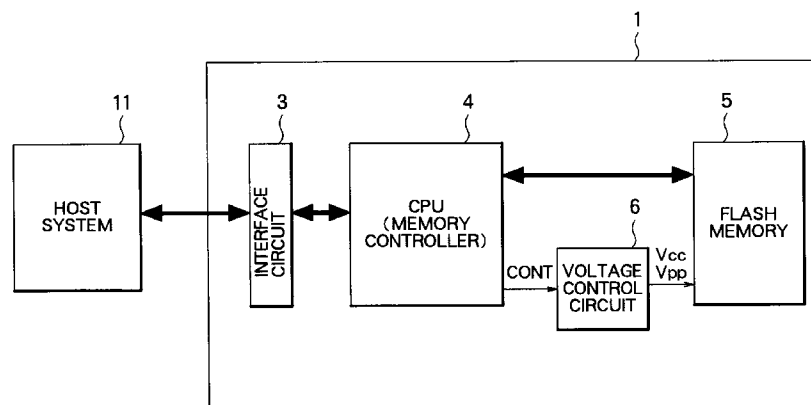 1
11
3
4
5
HOST
SYSTEM
INTERFACE
CIRCUIT
CPU
(MEMORY
CONTROLLER)
FLASH
MEMORY
6
CONT
VOLTAGE
CONTROL
CIRCUIT
Vcc
Vpp